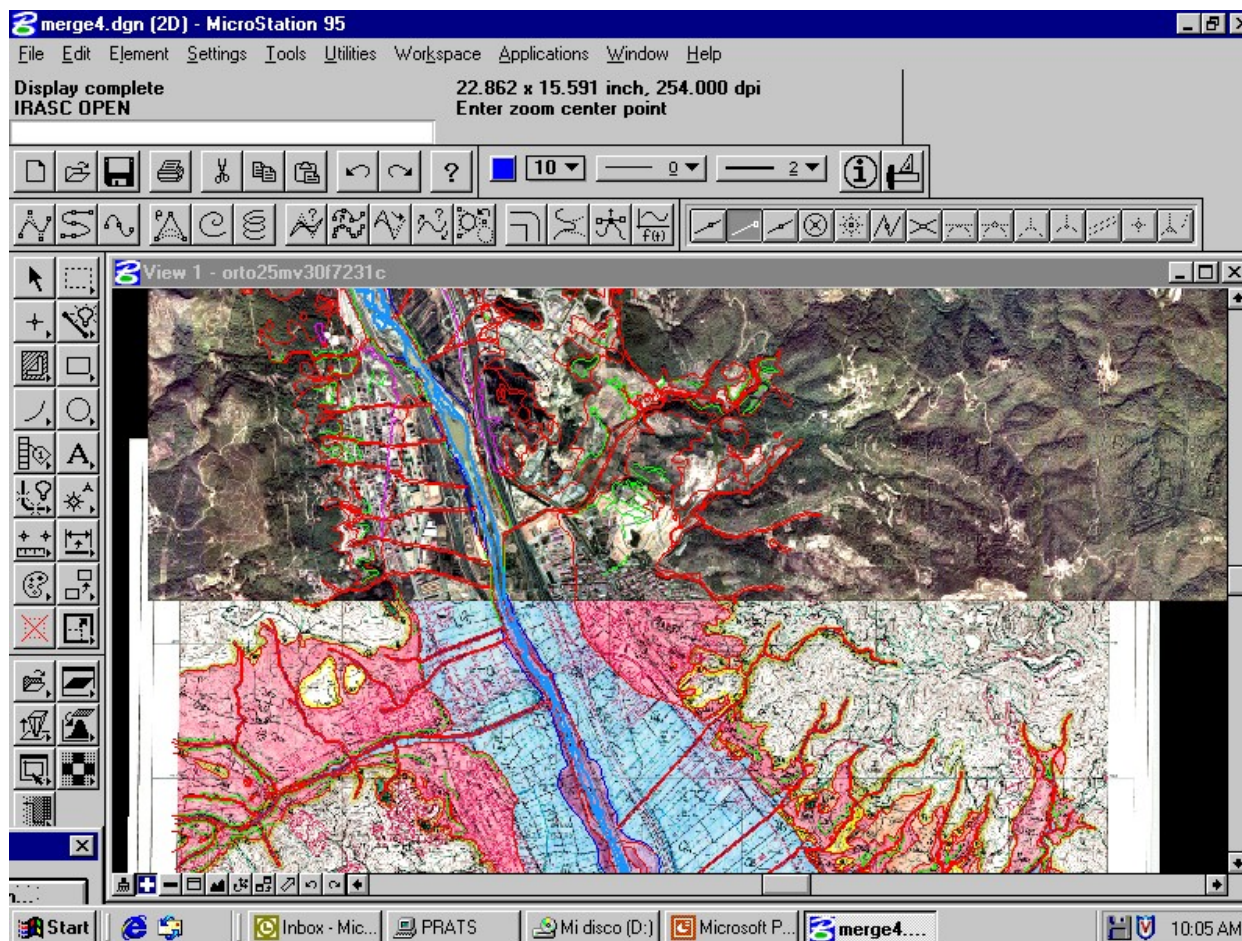 merge4.dgn (2D) - MicroStation 95
File Edit Element Settings Tools Utilities Workspace Applications Window Help
Display complete 22.862 x 15.591 inch, 254.000 dpi
IRASC OPEN Enter zoom center point
? 10 0 2
f(t)
View 1 - orto25mv30f7231c
A
n...:
Start Inbox - Mic... PRATS Mi disco (D:) Microsoft P... merge4.... 10:05 AM